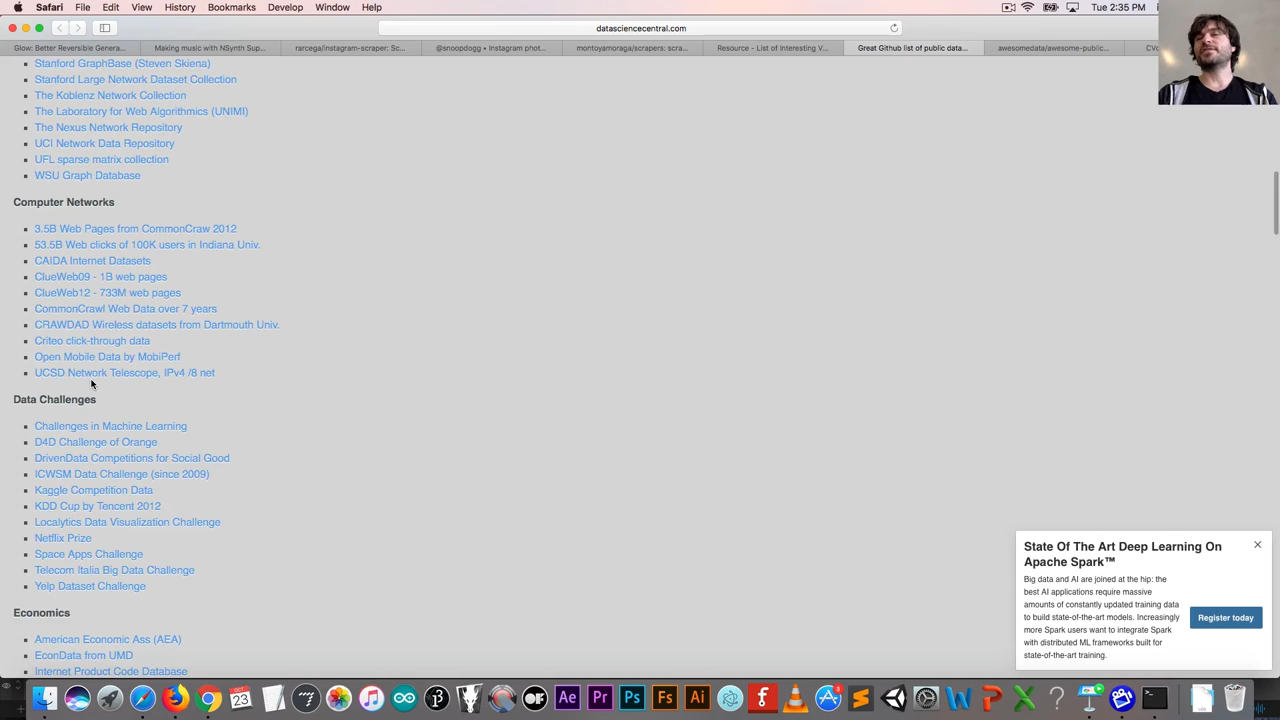 Safari File Edit View History Bookmarks Develop Window Help
Tue 2:35 PM
datasciencecentral.com
Glow: Better Reversible Genera...
Making music with NSynth Sup...
rarcega/instagram-scraper: Sc...
@snoopdogg • Instagram phot...
montoyamoraga/scrapers: scra...
Resource - List of Interesting V...
Great Github list of public data...
awesomedata/awesome-public...
Stanford GraphBase (Steven Skiena)
Stanford Large Network Dataset Collection
The Koblenz Network Collection
The Laboratory for Web Algorithmics (UNIMI)
The Nexus Network Repository
UCI Network Data Repository
UFL sparse matrix collection
WSU Graph Database
Computer Networks
3.5B Web Pages from CommonCraw 2012
53.5B Web clicks of 100K users in Indiana Univ.
CAIDA Internet Datasets
ClueWeb09 - 1B web pages
ClueWeb12 - 733M web pages
CommonCrawl Web Data over 7 years
CRAWDAD Wireless datasets from Dartmouth Univ.
Criteo click-through data
Open Mobile Data by MobiPerf
UCSD Network Telescope, IPv4 /8 net
Data Challenges
Challenges in Machine Learning
D4D Challenge of Orange
DrivenData Competitions for Social Good
ICWSM Data Challenge (since 2009)
Kaggle Competition Data
KDD Cup by Tencent 2012
Localytics Data Visualization Challenge
Netflix Prize
Space Apps Challenge
Telecom Italia Big Data Challenge
Yelp Dataset Challenge
Economics
American Economic Ass (AEA)
EconData from UMD
Internet Product Code Database
State Of The Art Deep Learning On
Apache Spark™
Big data and AI are joined at the hip: the
best AI applications require massive
amounts of constantly updated training data
to build state-of-the-art models. Increasingly
more Spark users want to integrate Spark
with distributed ML frameworks built for
state-of-the-art training.
Register today
OCT
23
Ae Pr Ps Fs Ai